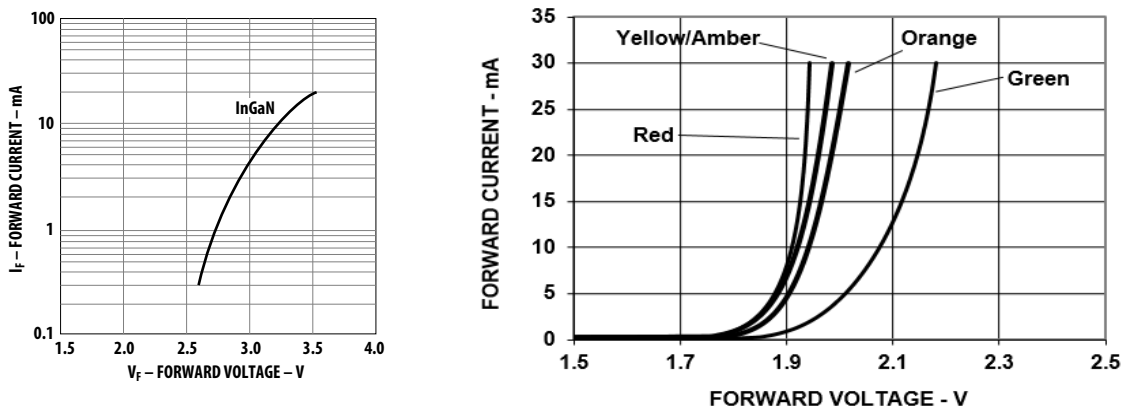 100
10
1
0.1
I_F – FORWARD CURRENT – mA
InGaN
1.5 2.0 2.5 3.0 3.5 4.0
V_F – FORWARD VOLTAGE – V
35
30
25
20
15
10
5
0
FORWARD CURRENT - mA
Yellow/Amber
Orange
Green
Red
1.5 1.7 1.9 2.1 2.3 2.5
FORWARD VOLTAGE - V